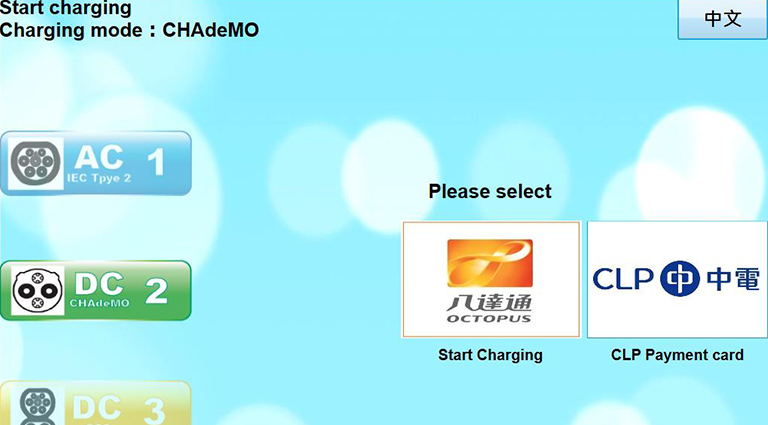 Start charging
Charging mode：CHAdeMO
中文
AC 1
IEC Tpye 2
Please select
DC 2
CHAdeMO
八達通
OCTOPUS
CLP 中電
Start Charging
CLP Payment card
DC 3